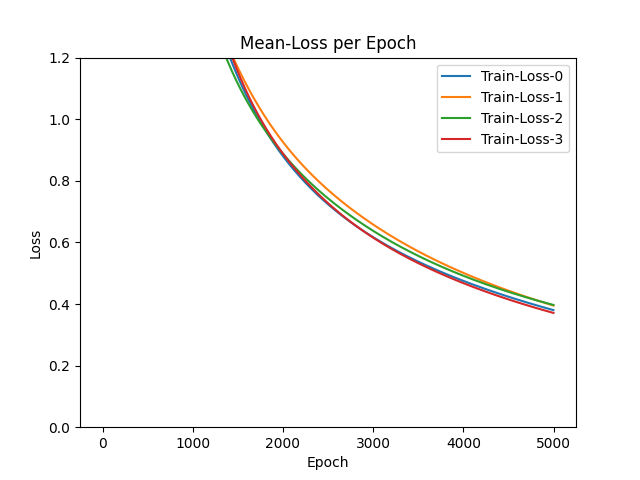 Mean-Loss per Epoch
Train-Loss-0
Train-Loss-1
Train-Loss-2
Train-Loss-3
Loss
1.2
1.0
0.8
0.6
0.4
0.2
0.0
0 1000 2000 3000 4000 5000
Epoch